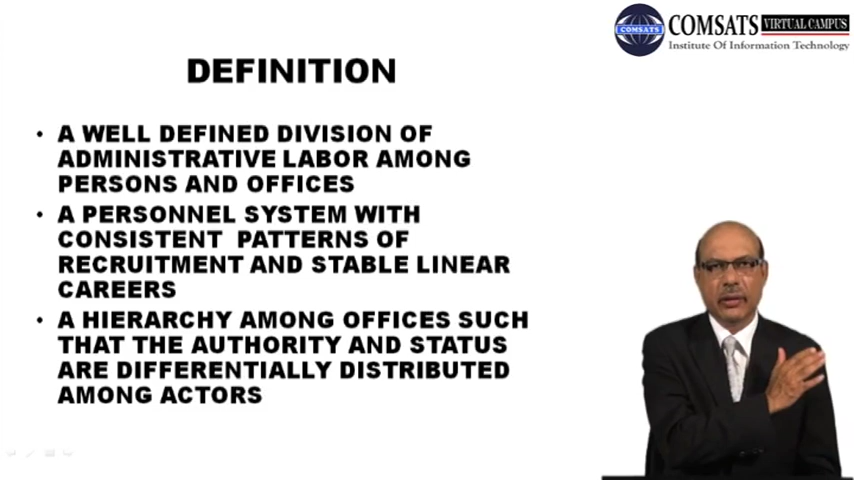 COMSATS
COMSATS VIRTUAL CAMPUS
Institute Of Information Technology
DEFINITION
• A WELL DEFINED DIVISION OF
ADMINISTRATIVE LABOR AMONG
PERSONS AND OFFICES
• A PERSONNEL SYSTEM WITH
CONSISTENT PATTERNS OF
RECRUITMENT AND STABLE LINEAR
CAREERS
• A HIERARCHY AMONG OFFICES SUCH
THAT THE AUTHORITY AND STATUS
ARE DIFFERENTIALLY DISTRIBUTED
AMONG ACTORS